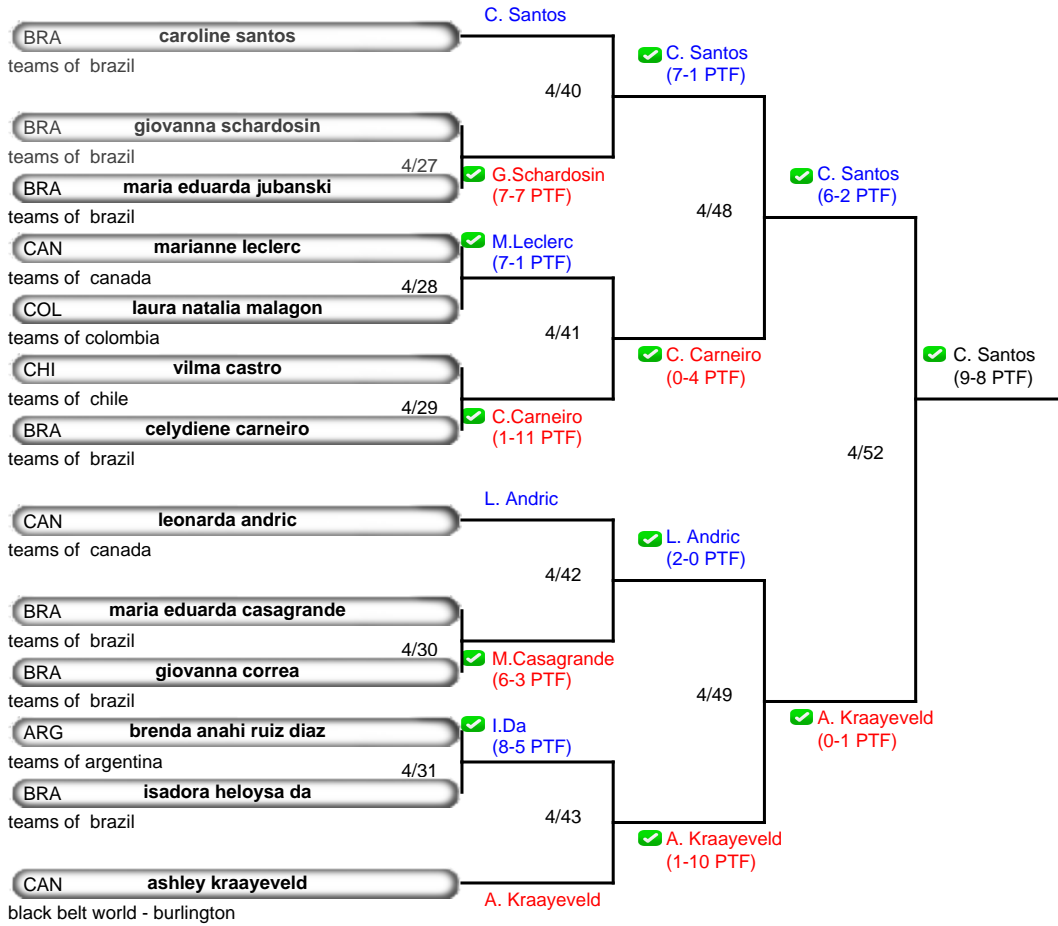 C. Santos
BRA caroline santos
teams of brazil
C. Santos
(7-1 PTF)
4/40
BRA giovanna schardosin
teams of brazil
4/27
G.Schardosin
(7-7 PTF)
BRA maria eduarda jubanski
teams of brazil
C. Santos
(6-2 PTF)
4/48
CAN marianne leclerc
M.Leclerc
(7-1 PTF)
teams of canada
4/28
COL laura natalia malagon
teams of colombia
4/41
C. Carneiro
(0-4 PTF)
C. Santos
(9-8 PTF)
CHI vilma castro
teams of chile
4/29
C.Carneiro
(1-11 PTF)
BRA celydiene carneiro
teams of brazil
4/52
L. Andric
CAN leonarda andric
teams of canada
L. Andric
(2-0 PTF)
4/42
BRA maria eduarda casagrande
teams of brazil
4/30
M.Casagrande
(6-3 PTF)
BRA giovanna correa
teams of brazil
4/49
ARG brenda anahi ruiz diaz
I.Da
(8-5 PTF)
A. Kraayeveld
(0-1 PTF)
teams of argentina
4/31
BRA isadora heloysa da
teams of brazil
4/43
A. Kraayeveld
(1-10 PTF)
CAN ashley kraayeveld
A. Kraayeveld
black belt world - burlington